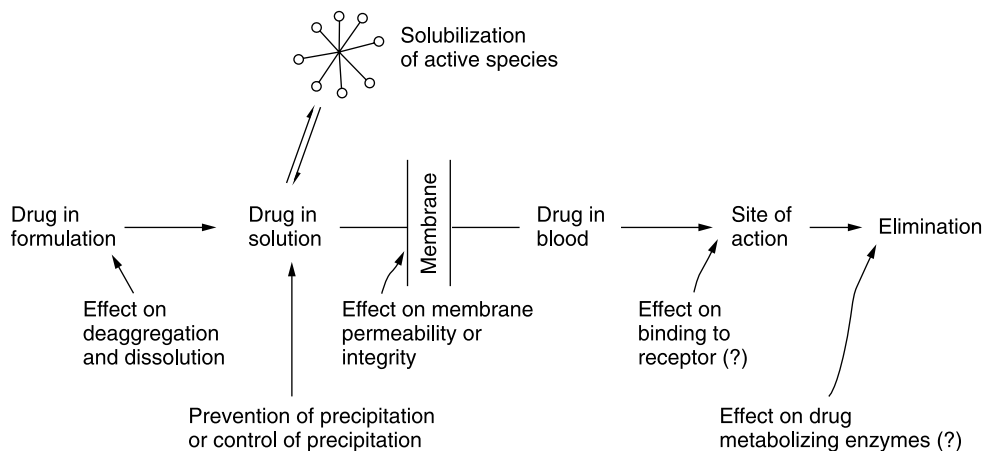 Solubilization
of active species
Drug in
formulation
Drug in
solution
Membrane
Drug in
blood
Site of
action
Elimination
Effect on
deaggregation
and dissolution
Effect on membrane
permeability or
integrity
Effect on
binding to
receptor (?)
Prevention of precipitation
or control of precipitation
Effect on drug
metabolizing enzymes (?)